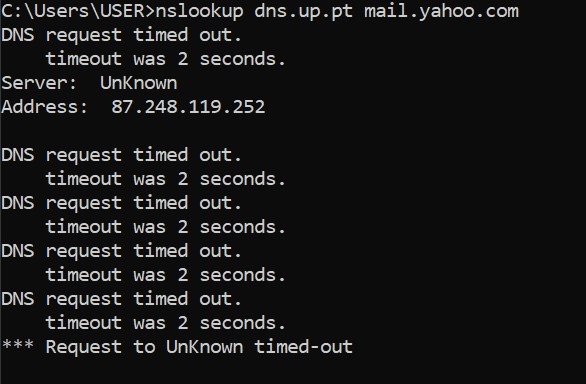 C:\Users\USER>nslookup dns.up.pt mail.yahoo.com
DNS request timed out.
    timeout was 2 seconds.
Server:  UnKnown
Address:  87.248.119.252

DNS request timed out.
    timeout was 2 seconds.
DNS request timed out.
    timeout was 2 seconds.
DNS request timed out.
    timeout was 2 seconds.
DNS request timed out.
    timeout was 2 seconds.
*** Request to UnKnown timed-out